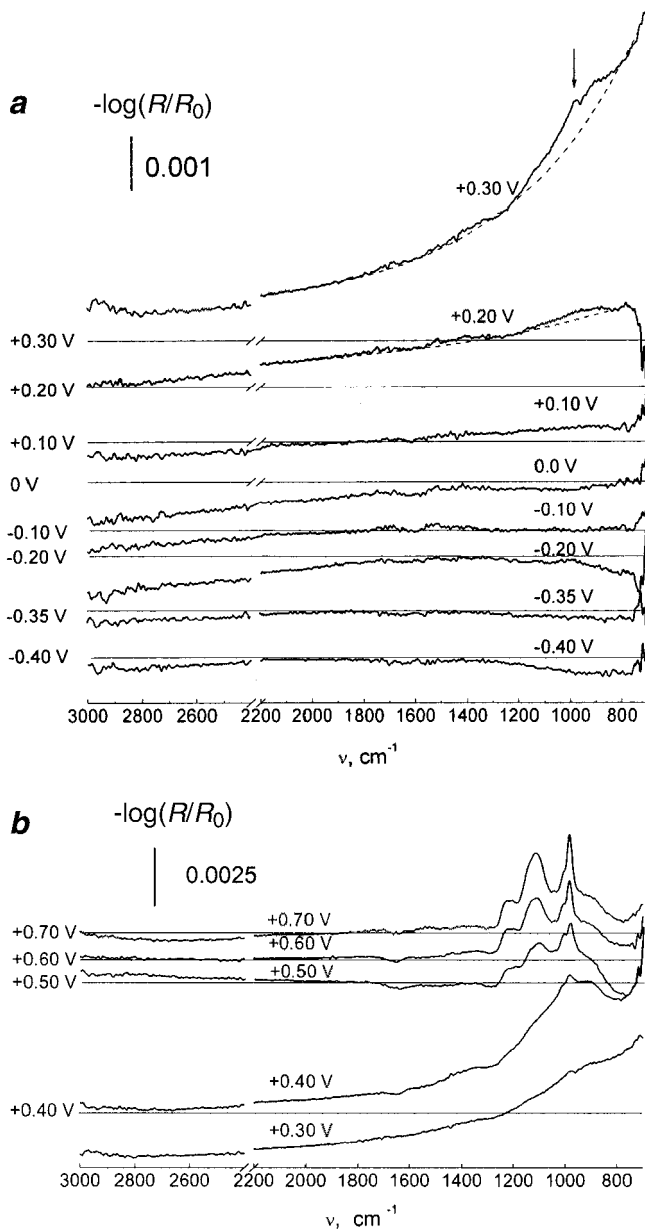 a
-log(R/R₀)
0.001
+0.30 V
+0.20 V
+0.30 V
+0.20 V
+0.10 V
+0.10 V
0.0 V
0 V
-0.10 V
-0.10 V
-0.20 V
-0.20 V
-0.35 V
-0.35 V
-0.40 V
-0.40 V
3000 2800 2600 2400 2200 2000 1800 1600 1400 1200 1000 800
ν, cm⁻¹
b
-log(R/R₀)
0.0025
+0.70 V
+0.70 V
+0.60 V
+0.60 V
+0.50 V
+0.50 V
+0.40 V
+0.40 V
+0.30 V
3000 2800 2600 2400 2200 2000 1800 1600 1400 1200 1000 800
ν, cm⁻¹